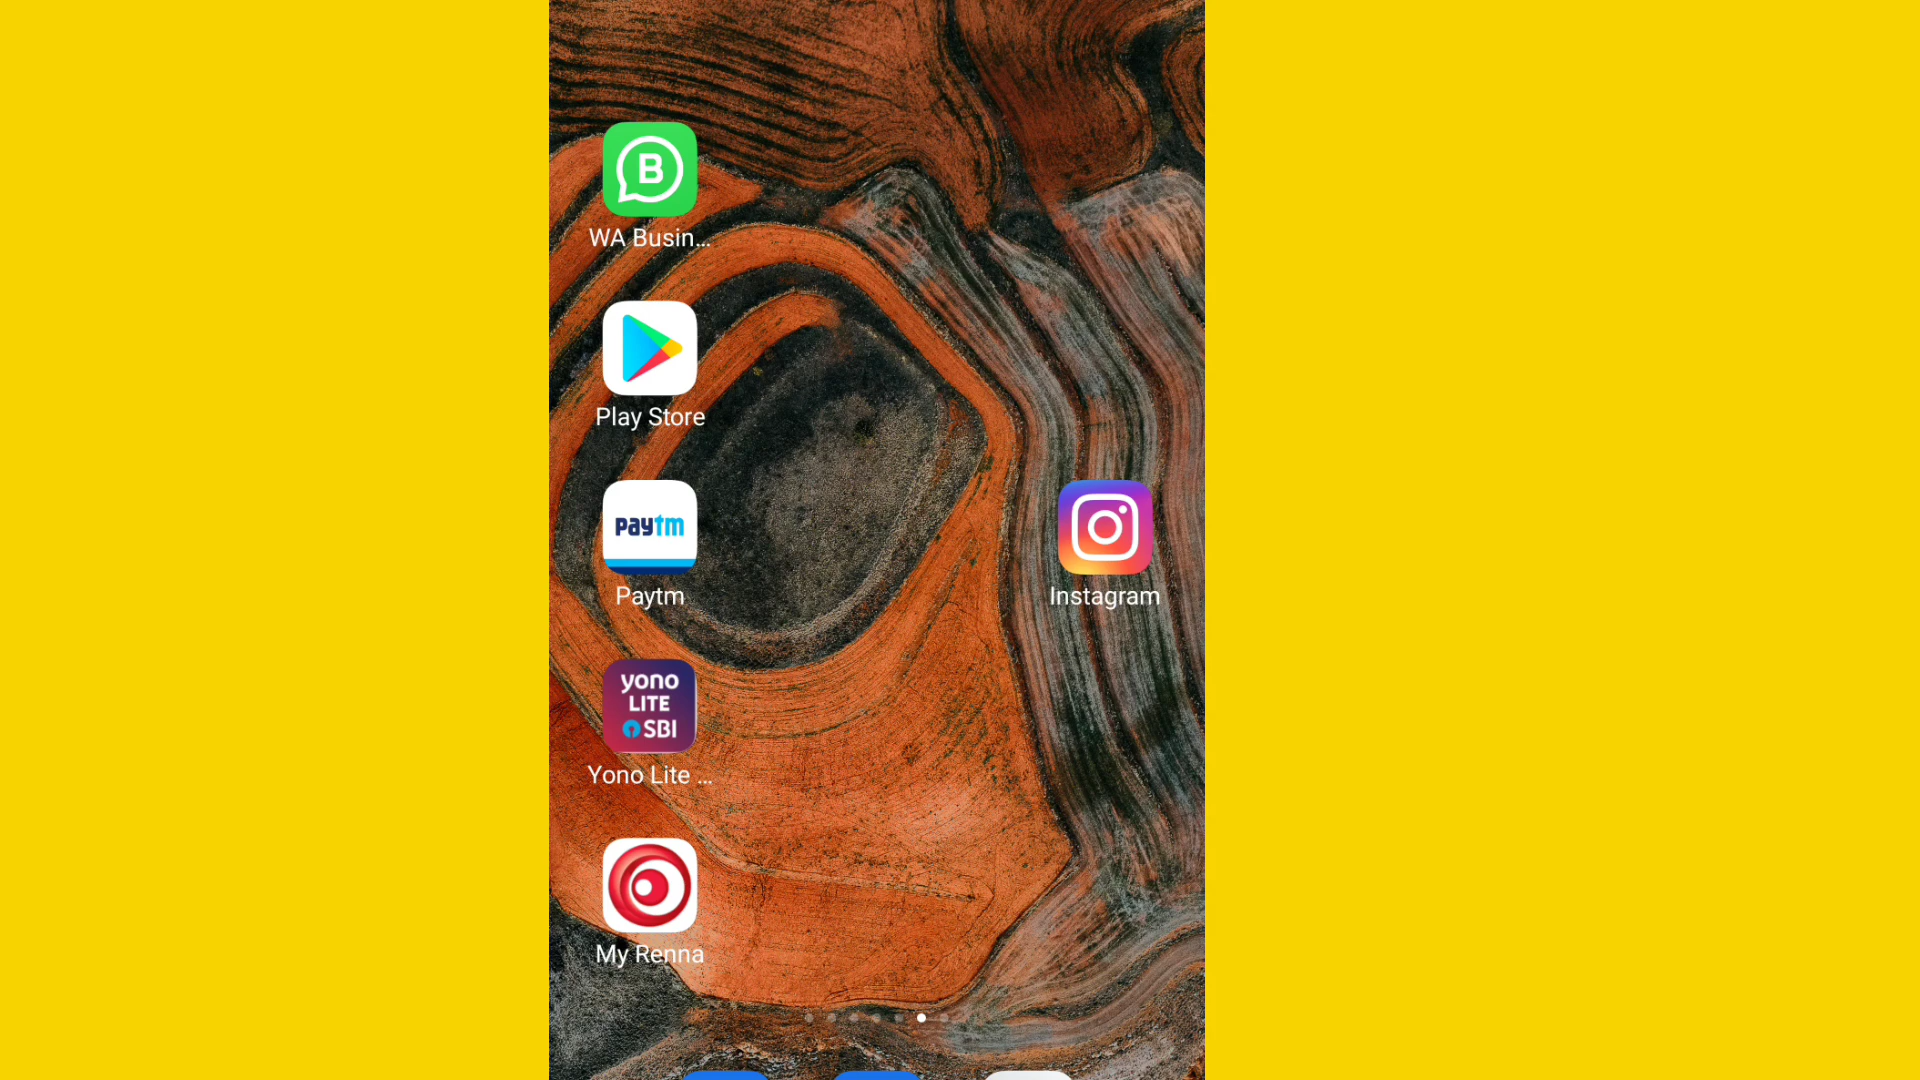 B
WA Busin...
Play Store
paytm
Paytm
Instagram
yono
LITE
SBI
Yono Lite ...
My Renna